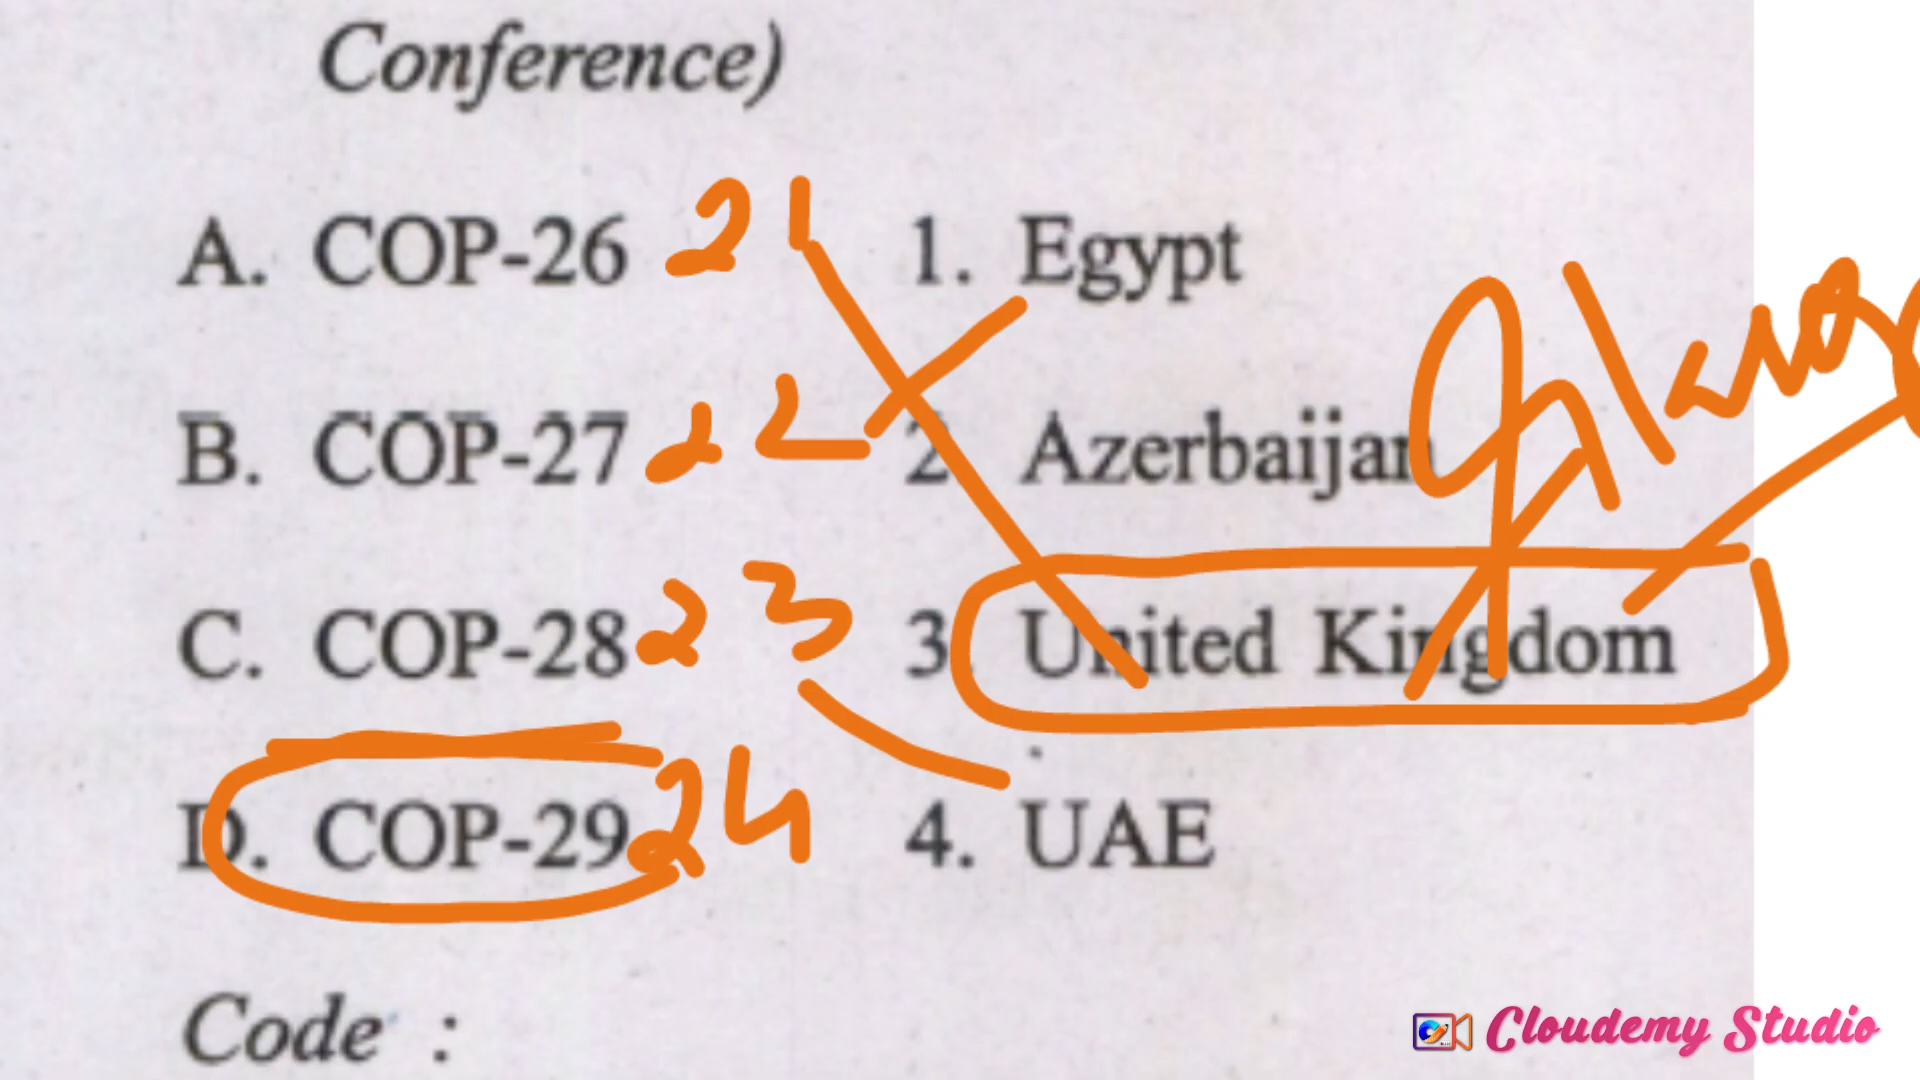 Conference)
A. COP-26 21 1. Egypt
B. COP-27 22 2 Azerbaijan
C. COP-28 23 3. United Kingdom
D. COP-29 24 4. UAE
Code :
Cloudemy Studio